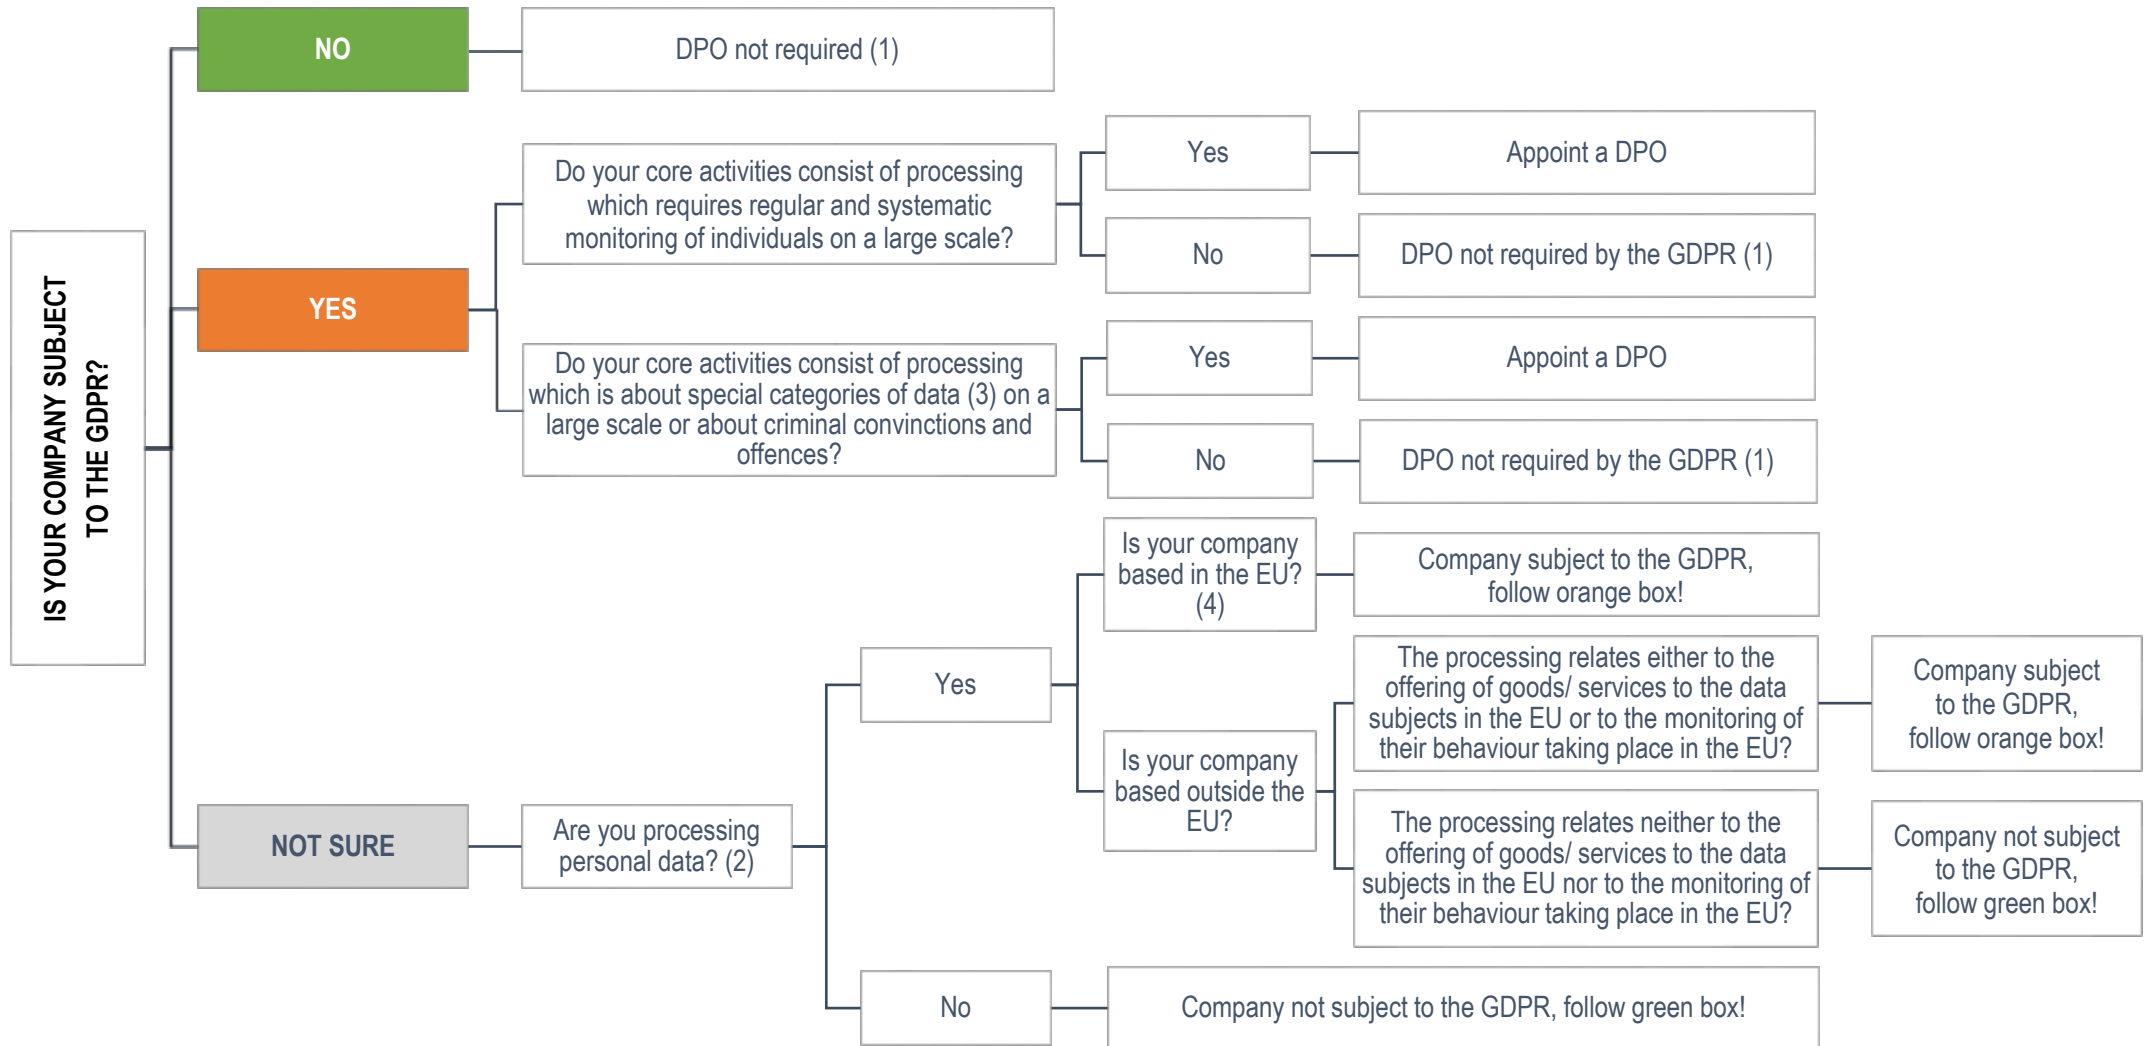 IS YOUR COMPANY SUBJECT
TO THE GDPR?
NO
DPO not required (1)
YES
Do your core activities consist of processing
which requires regular and systematic
monitoring of individuals on a large scale?
Yes
Appoint a DPO
No
DPO not required by the GDPR (1)
Do your core activities consist of processing
which is about special categories of data (3) on a
large scale or about criminal convinctions and
offences?
Yes
Appoint a DPO
No
DPO not required by the GDPR (1)
NOT SURE
Are you processing
personal data? (2)
Yes
Is your company
based in the EU?
(4)
Company subject to the GDPR,
follow orange box!
Is your company
based outside the
EU?
The processing relates either to the
offering of goods/ services to the data
subjects in the EU or to the monitoring of
their behaviour taking place in the EU?
Company subject
to the GDPR,
follow orange box!
The processing relates neither to the
offering of goods/ services to the data
subjects in the EU nor to the monitoring of
their behaviour taking place in the EU?
Company not subject
to the GDPR,
follow green box!
No
Company not subject to the GDPR, follow green box!